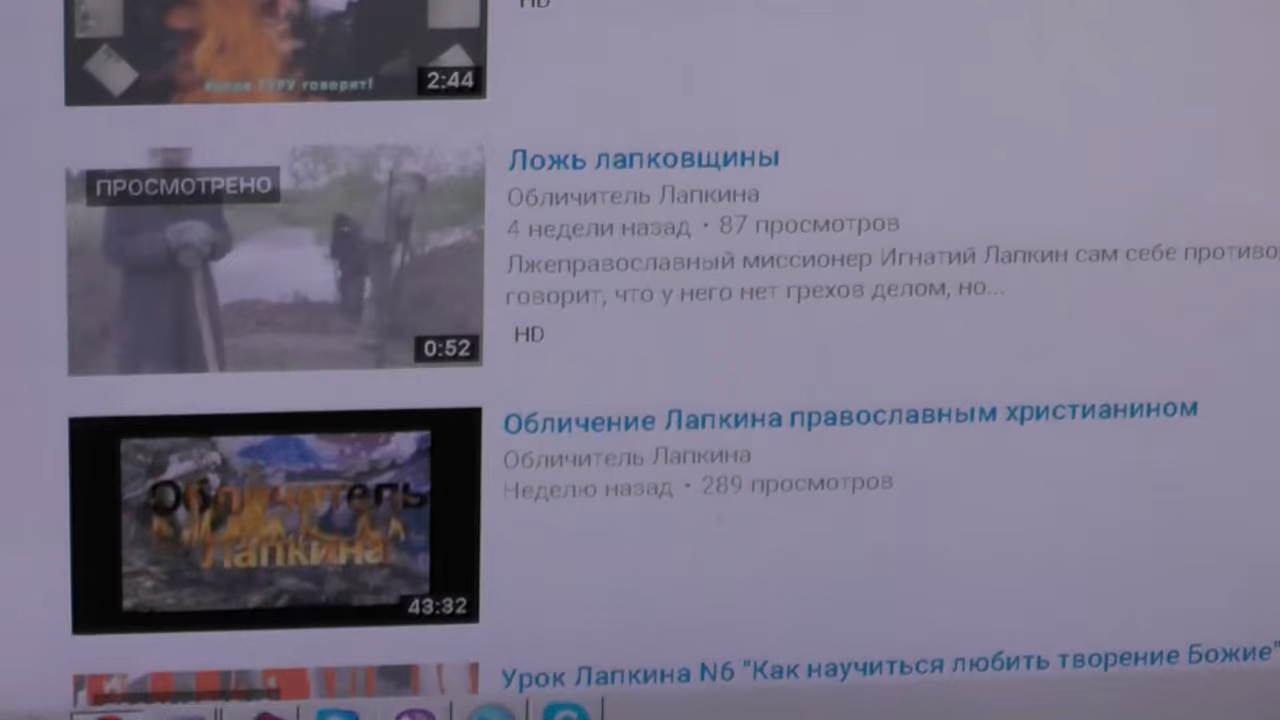 HD
ГУРУ говорит!
2:44
Ложь лапковщины
ПРОСМОТРЕНО
Обличитель Лапкина
4 недели назад · 87 просмотров
Лжеправославный миссионер Игнатий Лапкин сам себе противо
говорит, что у него нет грехов делом, но...
HD
0:52
Обличение Лапкина православным христианином
Обличитель Лапкина
Неделю назад · 289 просмотров
Обличитель
Лапкина
43:32
Урок Лапкина N6 "Как научиться любить творение Божие"